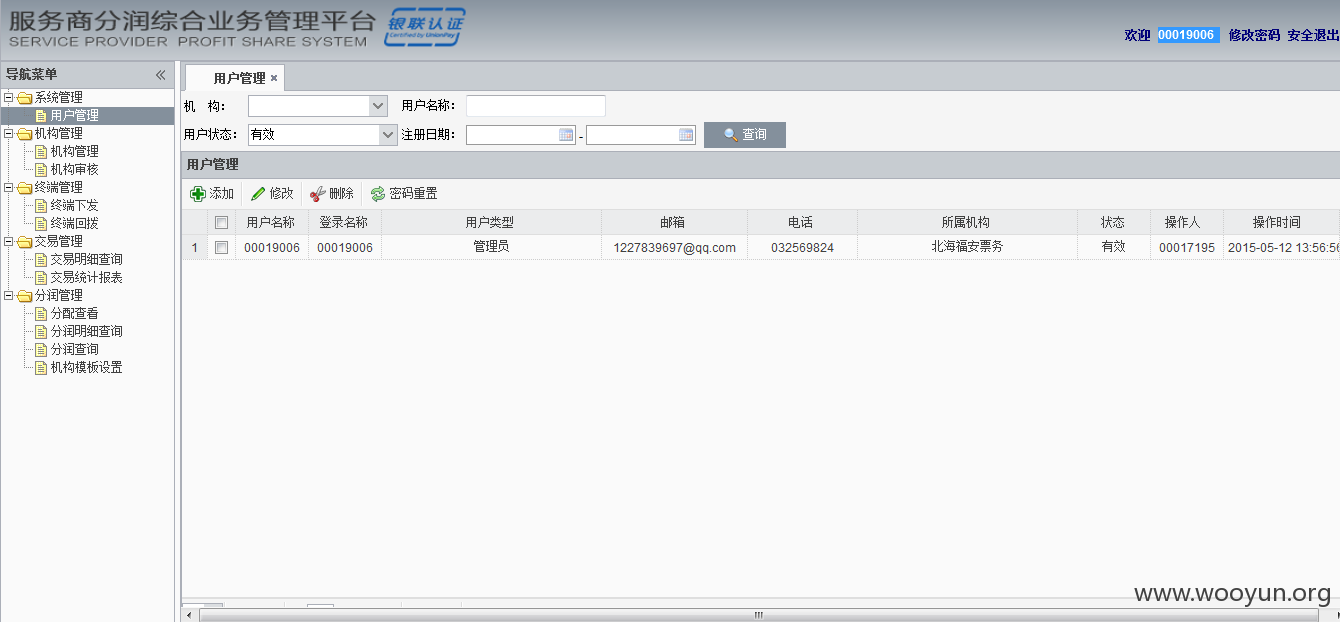 服务商分润综合业务管理平台 银联认证
SERVICE PROVIDER PROFIT SHARE SYSTEM Certified by UnionPay
欢迎 00019006 修改密码 安全退出
导航菜单
系统管理
用户管理
机构管理
机构管理
机构审核
终端管理
终端下发
终端回拨
交易管理
交易明细查询
交易统计报表
分润管理
分配查看
分润明细查询
分润查询
机构模板设置
用户管理
机 构: 用户名称:
用户状态: 有效 注册日期: - 查询
用户管理
添加 修改 删除 密码重置
用户名称 登录名称 用户类型 邮箱 电话 所属机构 状态 操作人 操作时间
1 00019006 00019006 管理员 1227839697@qq.com 032569824 北海福安票务 有效 00017195 2015-05-12 13:56:56
www.wooyun.org